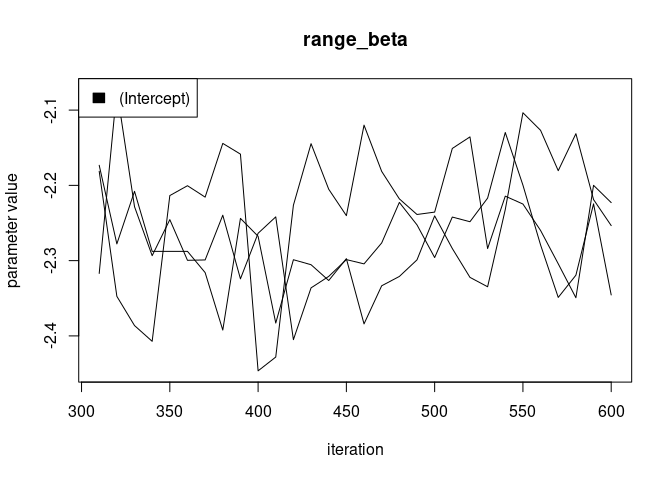 range_beta
(Intercept)
parameter value
-2.1
-2.2
-2.3
-2.4
300 350 400 450 500 550 600
iteration